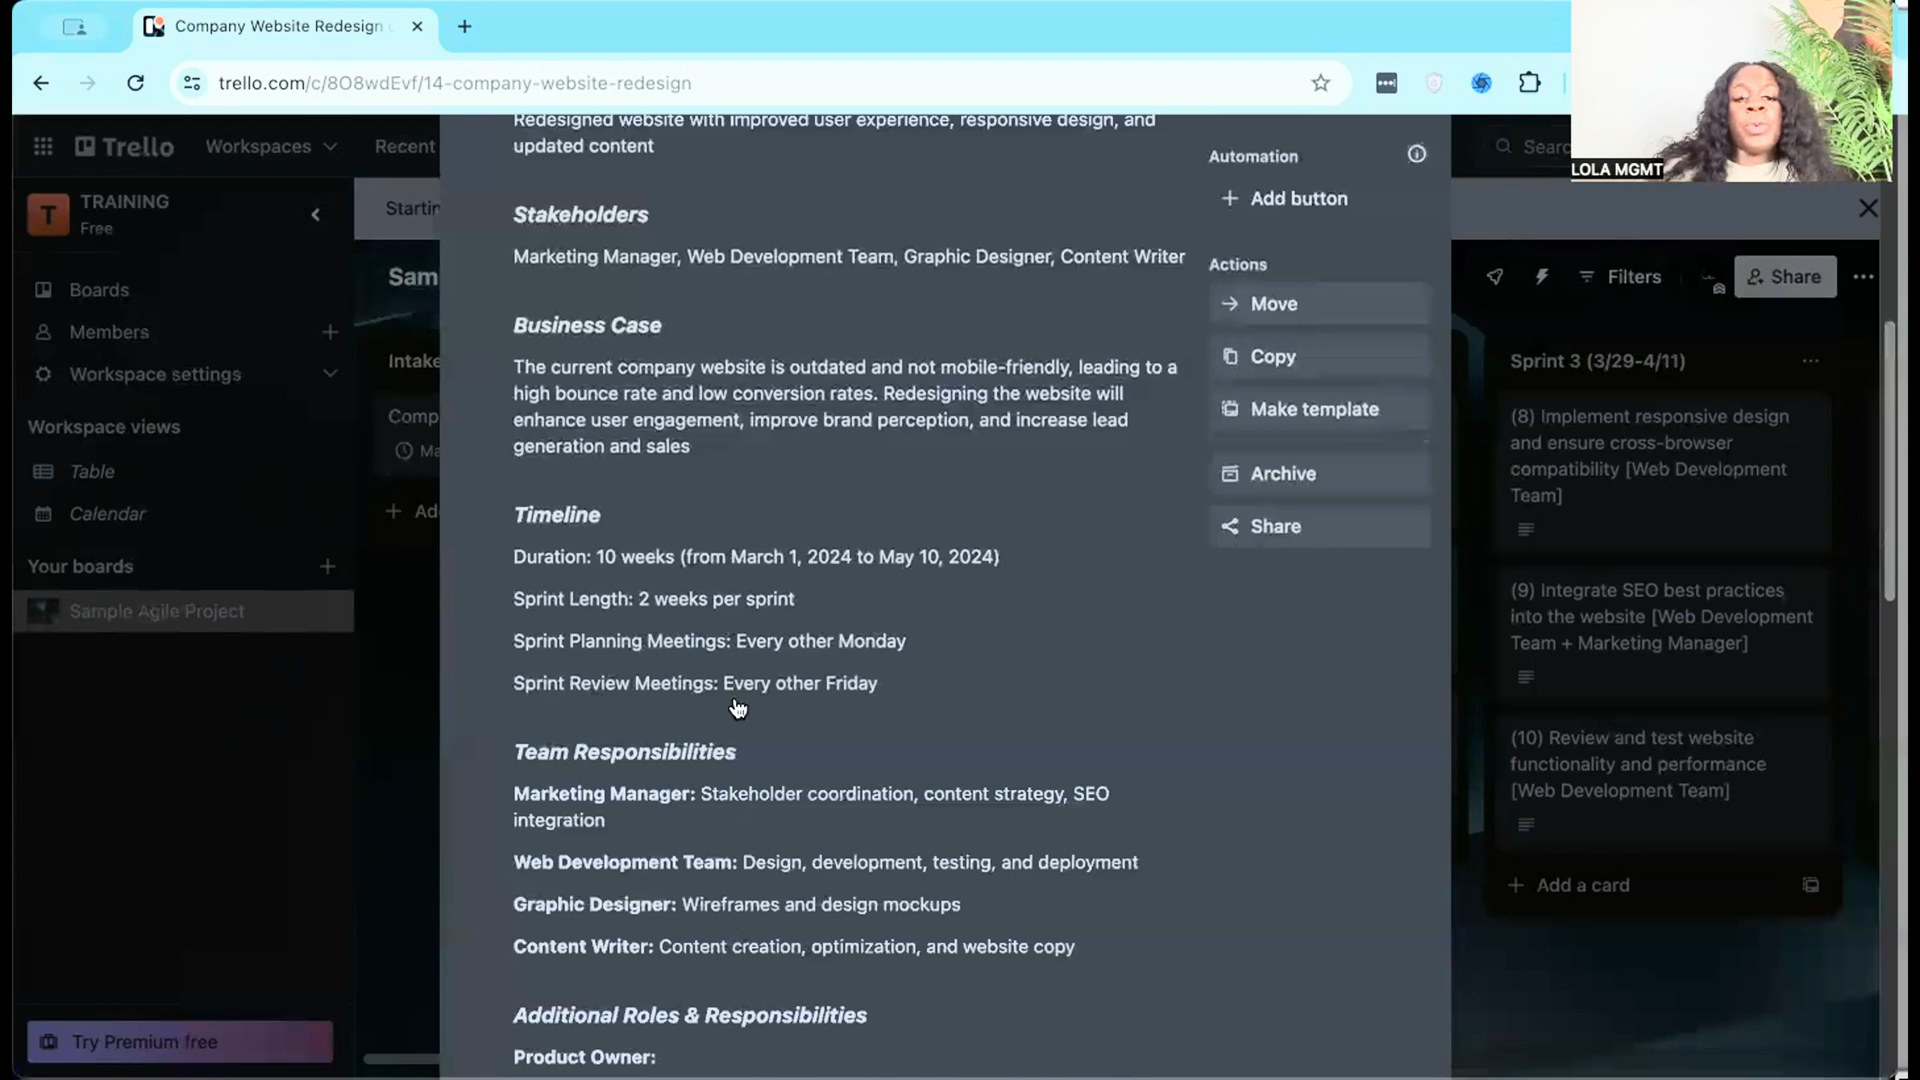 Company Website Redesign
trello.com/c/8O8wdEvf/14-company-website-redesign
LOLA MGMT
Trello
Workspaces
Recent
TRAINING
Free
Boards
Members
Workspace settings
Workspace views
Table
Calendar
Your boards
Sample Agile Project
Try Premium free
Startin
Sam
Intake
Comp
Ma
Redesigned website with improved user experience, responsive design, and
updated content
Stakeholders
Marketing Manager, Web Development Team, Graphic Designer, Content Writer
Business Case
The current company website is outdated and not mobile-friendly, leading to a
high bounce rate and low conversion rates. Redesigning the website will
enhance user engagement, improve brand perception, and increase lead
generation and sales
Timeline
Duration: 10 weeks (from March 1, 2024 to May 10, 2024)
Sprint Length: 2 weeks per sprint
Sprint Planning Meetings: Every other Monday
Sprint Review Meetings: Every other Friday
Team Responsibilities
Marketing Manager: Stakeholder coordination, content strategy, SEO
integration
Web Development Team: Design, development, testing, and deployment
Graphic Designer: Wireframes and design mockups
Content Writer: Content creation, optimization, and website copy
Additional Roles & Responsibilities
Product Owner:
Automation
Add button
Actions
Move
Copy
Make template
Archive
Share
Searc
Filters
Share
Sprint 3 (3/29-4/11)
(8) Implement responsive design
and ensure cross-browser
compatibility [Web Development
Team]
(9) Integrate SEO best practices
into the website [Web Development
Team + Marketing Manager]
(10) Review and test website
functionality and performance
[Web Development Team]
Add a card